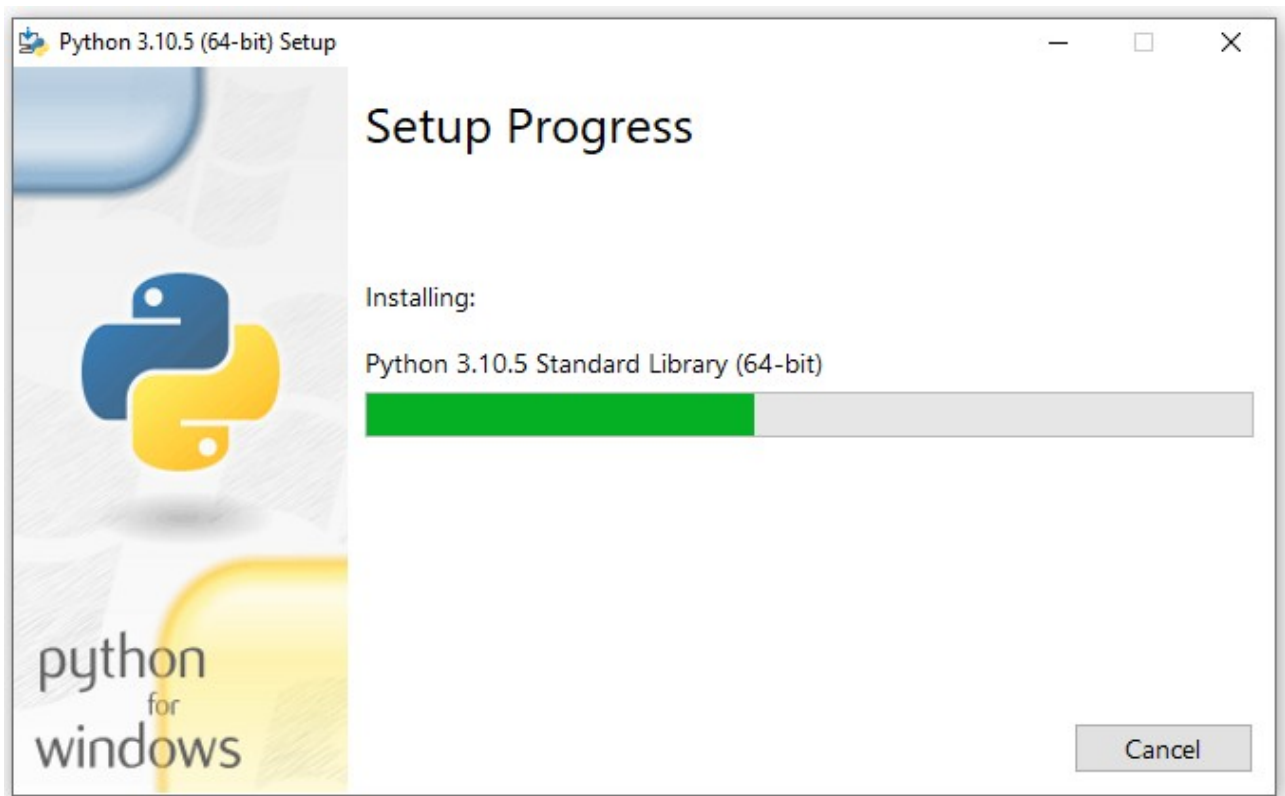 Python 3.10.5 (64-bit) Setup
Setup Progress
Installing:
Python 3.10.5 Standard Library (64-bit)
python
for
windows
Cancel